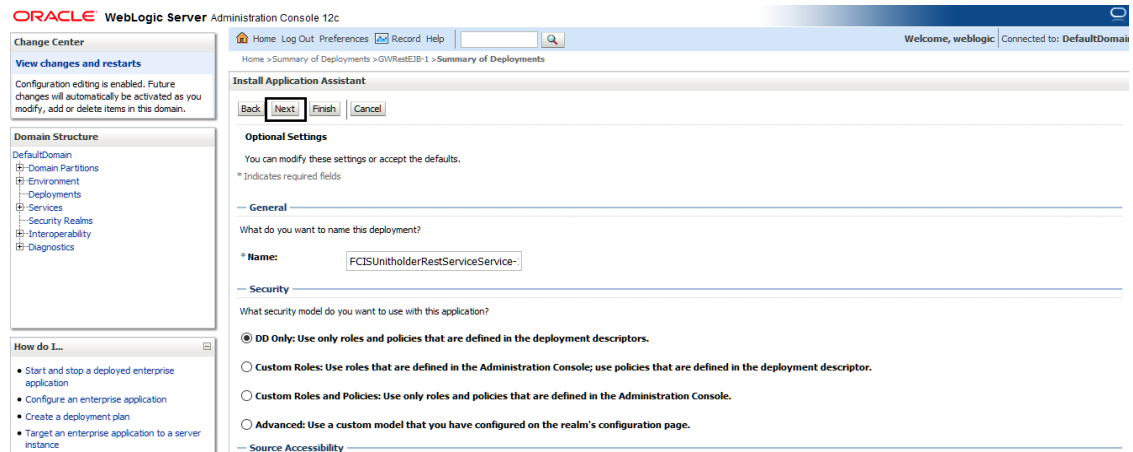 ORACLE WebLogic Server Administration Console 12c
Change Center
View changes and restarts
Configuration editing is enabled. Future
changes will automatically be activated as you
modify, add or delete items in this domain.
Domain Structure
DefaultDomain
Domain Partitions
Environment
Deployments
Services
Security Realms
Interoperability
Diagnostics
How do I...
Start and stop a deployed enterprise
application
Configure an enterprise application
Create a deployment plan
Target an enterprise application to a server
instance
Home Log Out Preferences Record Help
Welcome, weblogic Connected to: DefaultDomai
Home >Summary of Deployments >GWRestEJB-1 >Summary of Deployments
Install Application Assistant
Back Next Finish Cancel
Optional Settings
You can modify these settings or accept the defaults.
* Indicates required fields
General
What do you want to name this deployment?
* Name: FCISUnitholderRestServiceService-
Security
What security model do you want to use with this application?
DD Only: Use only roles and policies that are defined in the deployment descriptors.
Custom Roles: Use roles that are defined in the Administration Console; use policies that are defined in the deployment descriptor.
Custom Roles and Policies: Use only roles and policies that are defined in the Administration Console.
Advanced: Use a custom model that you have configured on the realm's configuration page.
Source Accessibility